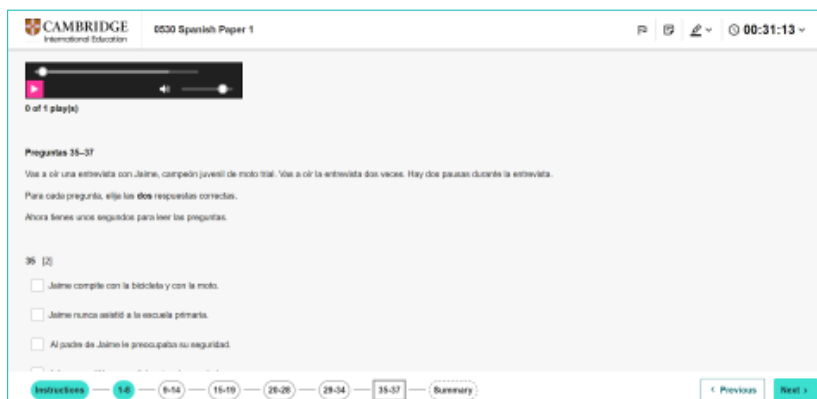 CAMBRIDGE
International Education
0530 Spanish Paper 1
00:31:13
0 of 1 play(s)
Preguntas 35–37
Vas a oír una entrevista con Jaime, campeón juvenil de moto trial. Vas a oír la entrevista dos veces. Hay dos pausas durante la entrevista.
Para cada pregunta, elija las dos respuestas correctas.
Ahora tienes unos segundos para leer las preguntas.
35 [2]
Jaime compite con la bicicleta y con la moto.
Jaime nunca asistió a la escuela primaria.
Al padre de Jaime le preocupaba su seguridad.
Instructions 1-8 9-14 15-19 20-28 29-34 35-37 Summary
Previous Next